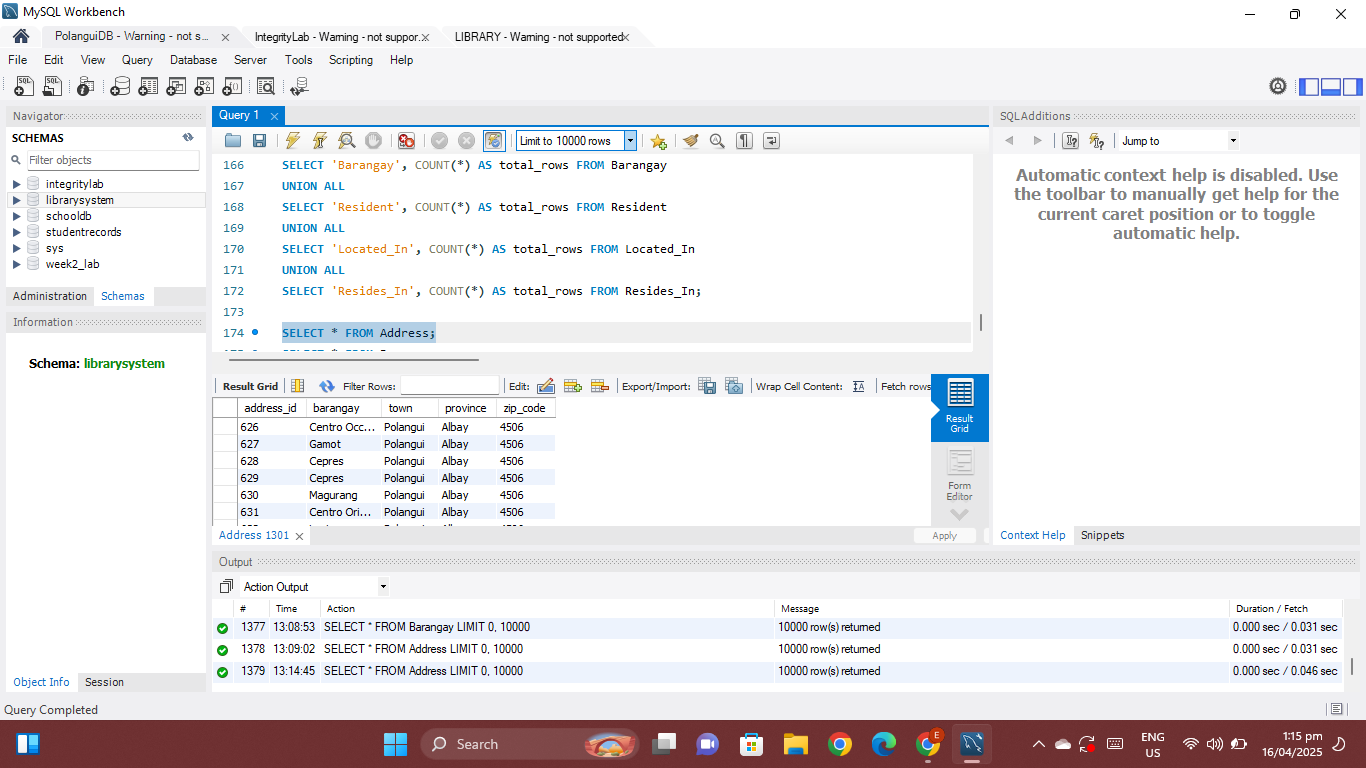 MySQL Workbench
PolanguiDB - Warning - not s...
IntegrityLab - Warning - not suppor.
LIBRARY - Warning - not supported
File Edit View Query Database Server Tools Scripting Help
Navigator
SCHEMAS
Filter objects
integritylab
librarysystem
schooldb
studentrecords
sys
week2_lab
Administration Schemas
Information
Schema: librarysystem
Object Info Session
Query 1
Limit to 10000 rows
166 SELECT 'Barangay', COUNT(*) AS total_rows FROM Barangay
167 UNION ALL
168 SELECT 'Resident', COUNT(*) AS total_rows FROM Resident
169 UNION ALL
170 SELECT 'Located_In', COUNT(*) AS total_rows FROM Located_In
171 UNION ALL
172 SELECT 'Resides_In', COUNT(*) AS total_rows FROM Resides_In;
173
174 SELECT * FROM Address;
Result Grid Filter Rows: Edit: Export/Import: Wrap Cell Content: Fetch rows
address_id barangay town province zip_code
626 Centro Occ... Polangui Albay 4506
627 Gamot Polangui Albay 4506
628 Cepres Polangui Albay 4506
629 Cepres Polangui Albay 4506
630 Magurang Polangui Albay 4506
631 Centro Ori... Polangui Albay 4506
Result
Grid
Form
Editor
Address 1301
Apply
SQLAdditions
Jump to
Automatic context help is disabled. Use
the toolbar to manually get help for the
current caret position or to toggle
automatic help.
Context Help Snippets
Output
Action Output
# Time Action Message Duration / Fetch
1377 13:08:53 SELECT * FROM Barangay LIMIT 0, 10000 10000 row(s) returned 0.000 sec / 0.031 sec
1378 13:09:02 SELECT * FROM Address LIMIT 0, 10000 10000 row(s) returned 0.000 sec / 0.031 sec
1379 13:14:45 SELECT * FROM Address LIMIT 0, 10000 10000 row(s) returned 0.000 sec / 0.046 sec
Query Completed
Search
E
ENG
US
1:15 pm
16/04/2025